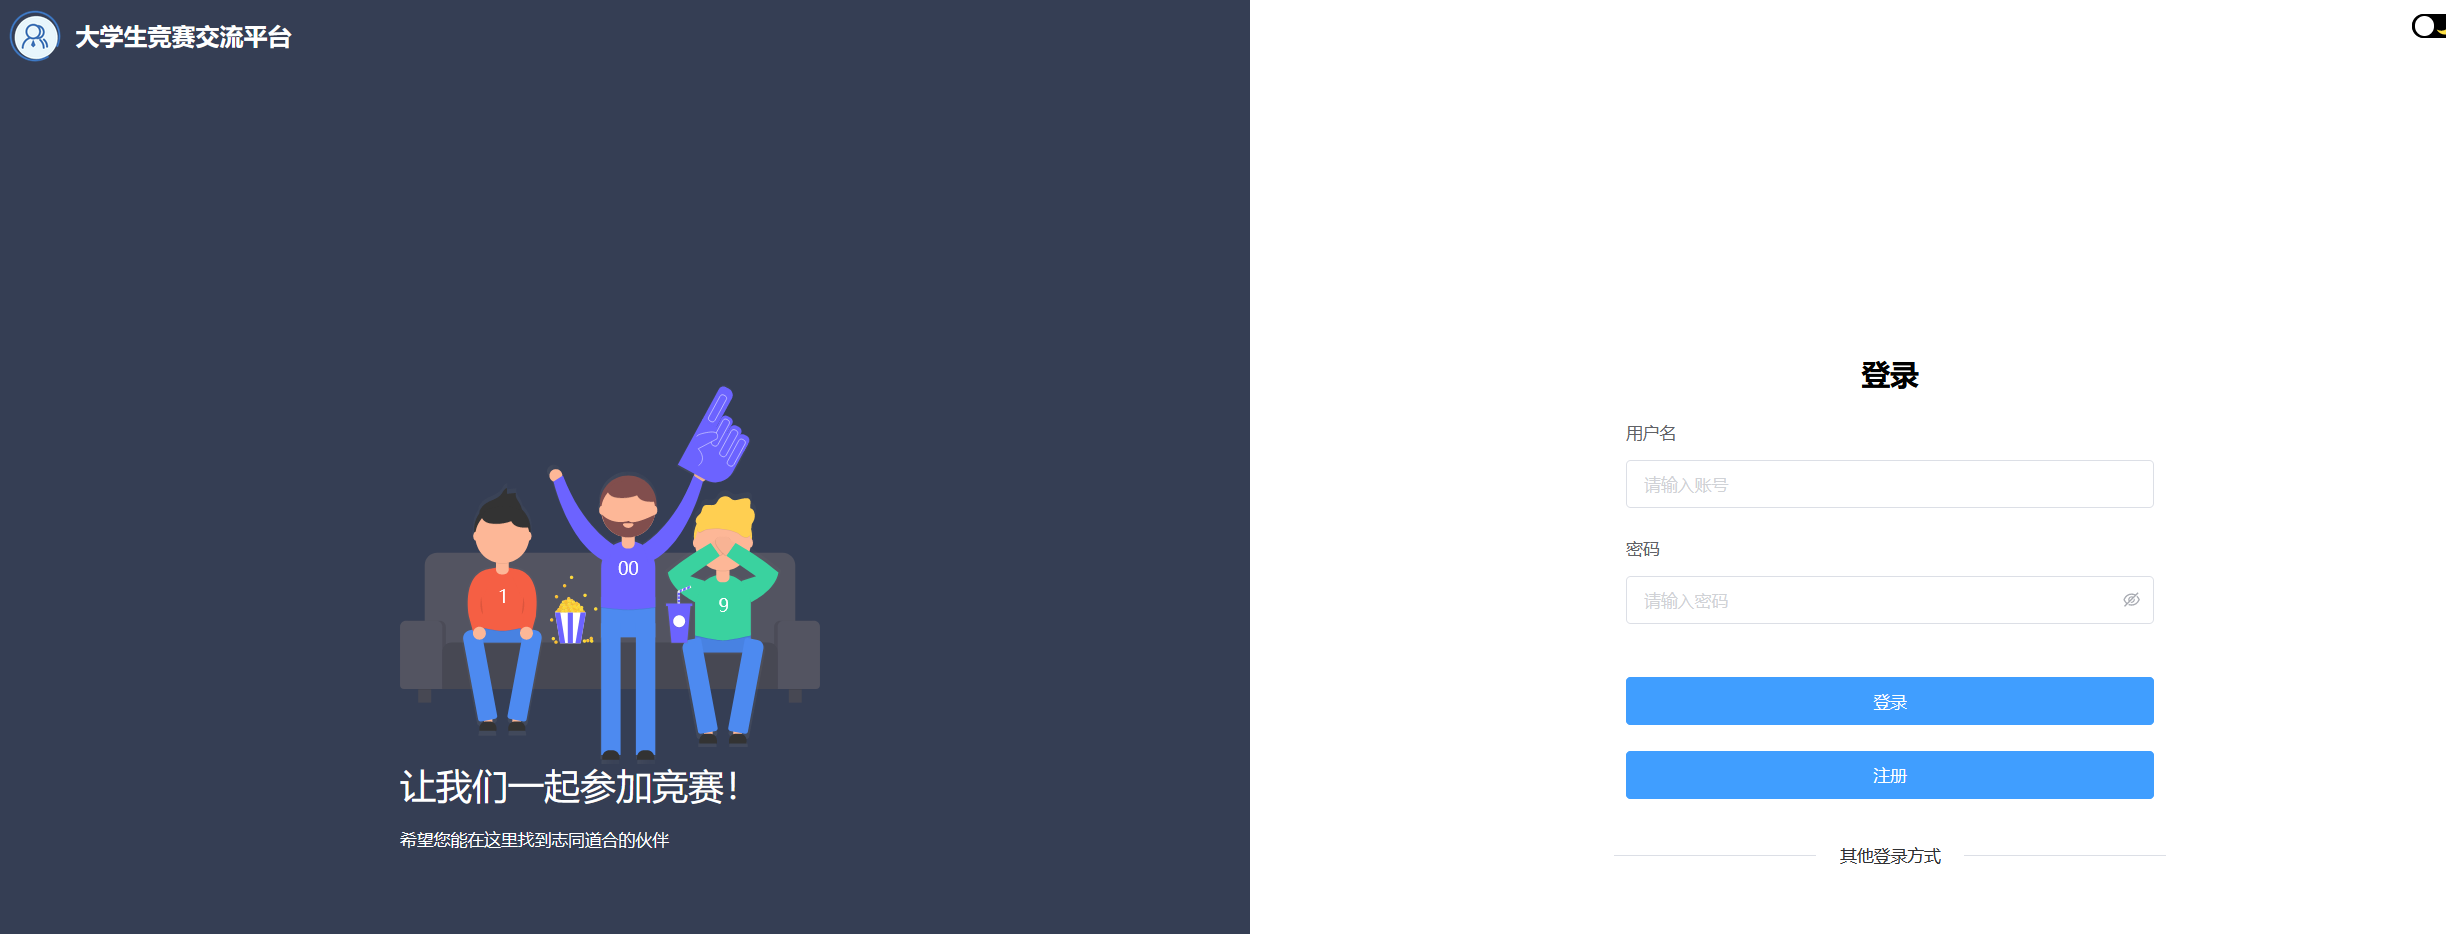 大学生竞赛交流平台
00
1
9
让我们一起参加竞赛！
希望您能在这里找到志同道合的伙伴
登录
用户名
请输入账号
密码
请输入密码
登录
注册
其他登录方式